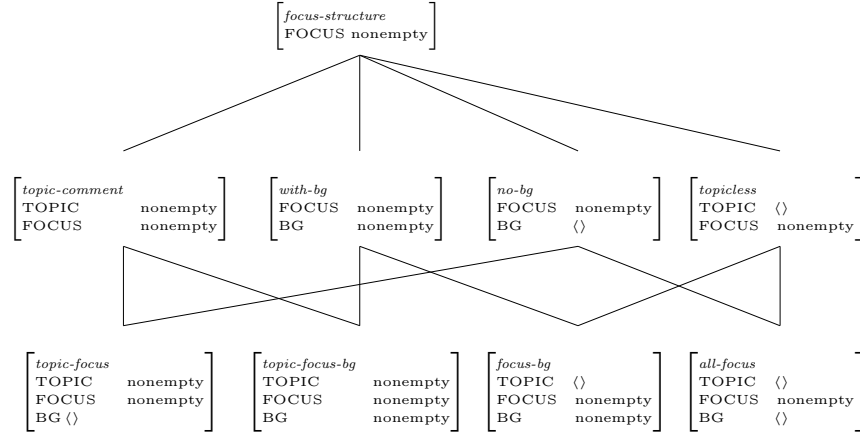 focus-structure
FOCUS nonempty
topic-comment
TOPIC nonempty
FOCUS nonempty
with-bg
FOCUS nonempty
BG nonempty
no-bg
FOCUS nonempty
BG ⟨⟩
topicless
TOPIC ⟨⟩
FOCUS nonempty
topic-focus
TOPIC nonempty
FOCUS nonempty
BG ⟨⟩
topic-focus-bg
TOPIC nonempty
FOCUS nonempty
BG nonempty
focus-bg
TOPIC ⟨⟩
FOCUS nonempty
BG nonempty
all-focus
TOPIC ⟨⟩
FOCUS nonempty
BG ⟨⟩